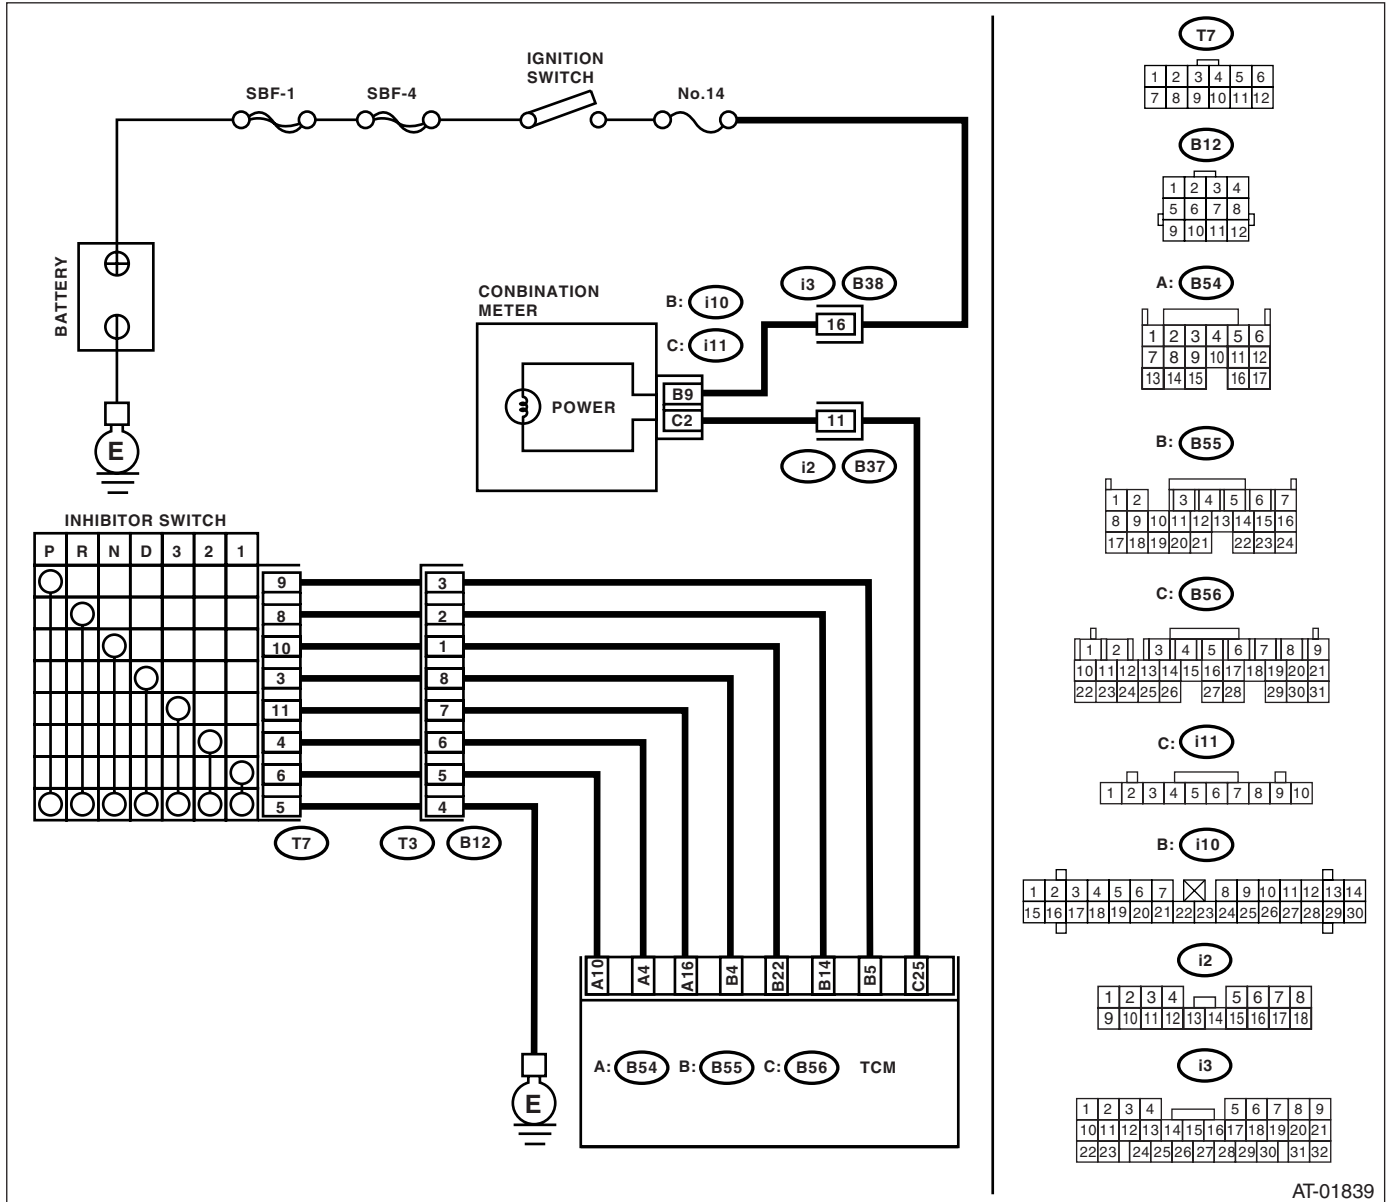 IGNITION
SWITCH
SBF-1
SBF-4
No.14
BATTERY
CONBINATION
METER
B: i10
C: i11
i3 B38
16
B9
C2
POWER
11
i2 B37
E
INHIBITOR SWITCH
P R N D 3 2 1
9 3
8 2
10 1
3 8
11 7
4 6
6 5
5 4
T7 T3 B12
A10 A4 A16 B4 B22 B14 B5 C25
A: B54 B: B55 C: B56 TCM
E
T7
1 2 3 4 5 6
7 8 9 10 11 12
B12
1 2 3 4
5 6 7 8
9 10 11 12
A: B54
1 2 3 4 5 6
7 8 9 10 11 12
13 14 15 16 17
B: B55
1 2 3 4 5 6 7
8 9 10 11 12 13 14 15 16
17 18 19 20 21 22 23 24
C: B56
1 2 3 4 5 6 7 8 9
10 11 12 13 14 15 16 17 18 19 20 21
22 23 24 25 26 27 28 29 30 31
C: i11
1 2 3 4 5 6 7 8 9 10
B: i10
1 2 3 4 5 6 7 8 9 10 11 12 13 14
15 16 17 18 19 20 21 22 23 24 25 26 27 28 29 30
i2
1 2 3 4 5 6 7 8
9 10 11 12 13 14 15 16 17 18
i3
1 2 3 4 5 6 7 8 9
10 11 12 13 14 15 16 17 18 19 20 21
22 23 24 25 26 27 28 29 30 31 32
AT-01839